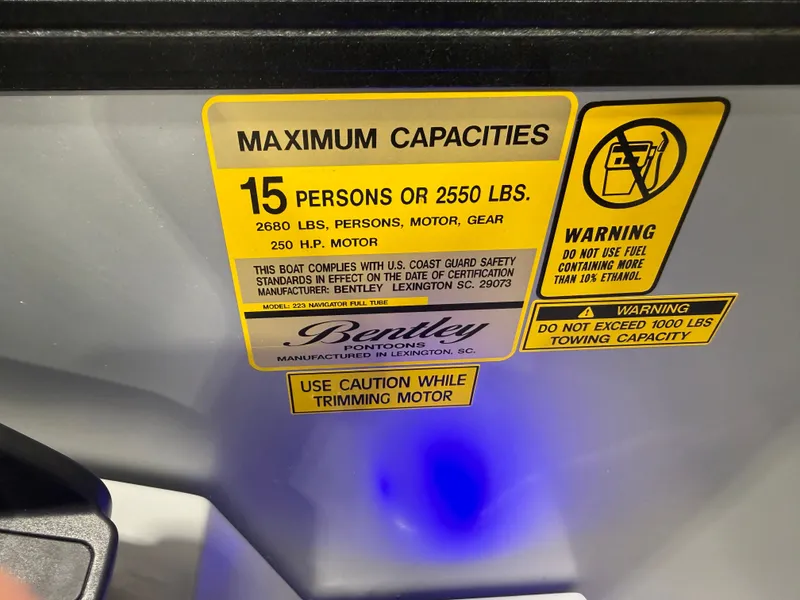 MAXIMUM CAPACITIES
15 PERSONS OR 2550 LBS.
2680 LBS, PERSONS, MOTOR, GEAR
250 H.P. MOTOR
THIS BOAT COMPLIES WITH U.S. COAST GUARD SAFETY
STANDARDS IN EFFECT ON THE DATE OF CERTIFICATION
MANUFACTURER: BENTLEY LEXINGTON SC. 29073
MODEL: 223 NAVIGATOR FULL TUBE
Bentley
PONTOONS
MANUFACTURED IN LEXINGTON, SC.
WARNING
DO NOT USE FUEL
CONTAINING MORE
THAN 10% ETHANOL.
WARNING
DO NOT EXCEED 1000 LBS
TOWING CAPACITY
USE CAUTION WHILE
TRIMMING MOTOR